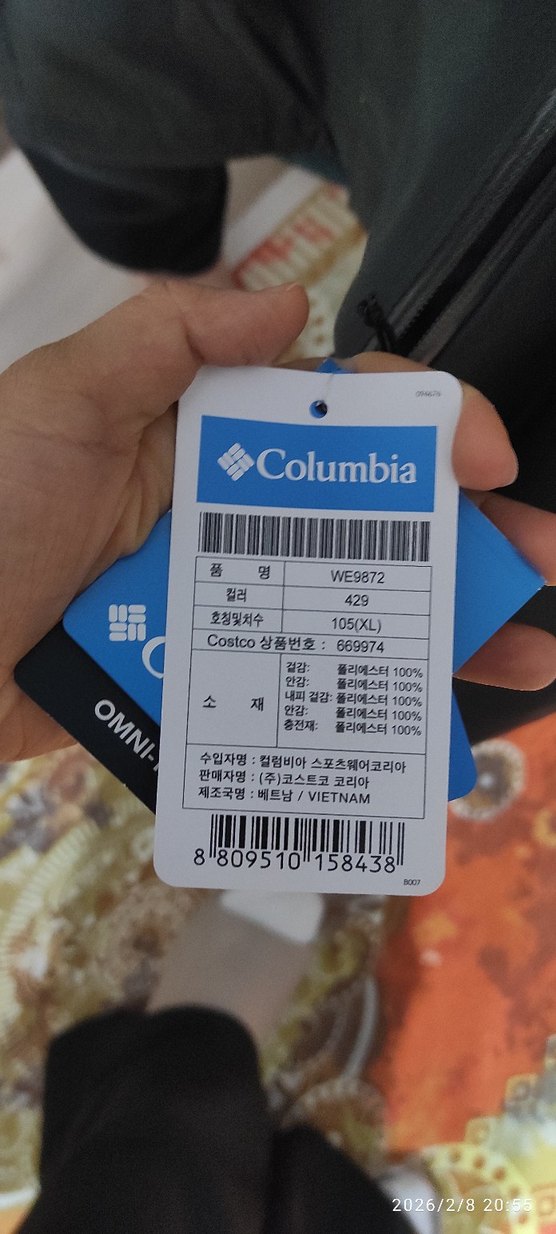 094676
Columbia
품 명 WE9872
컬러 429
호칭및치수 105(XL)
Costco 상품번호 : 669974
소 재
겉감: 폴리에스터 100%
안감: 폴리에스터 100%
내피 겉감: 폴리에스터 100%
안감: 폴리에스터 100%
충전재: 폴리에스터 100%
수입자명 : 컬럼비아 스포츠웨어코리아
판매자명 : (주)코스트코 코리아
제조국명 : 베트남 / VIETNAM
8 809510 158438
B007
C
OMNI-
2026/2/8 20:55